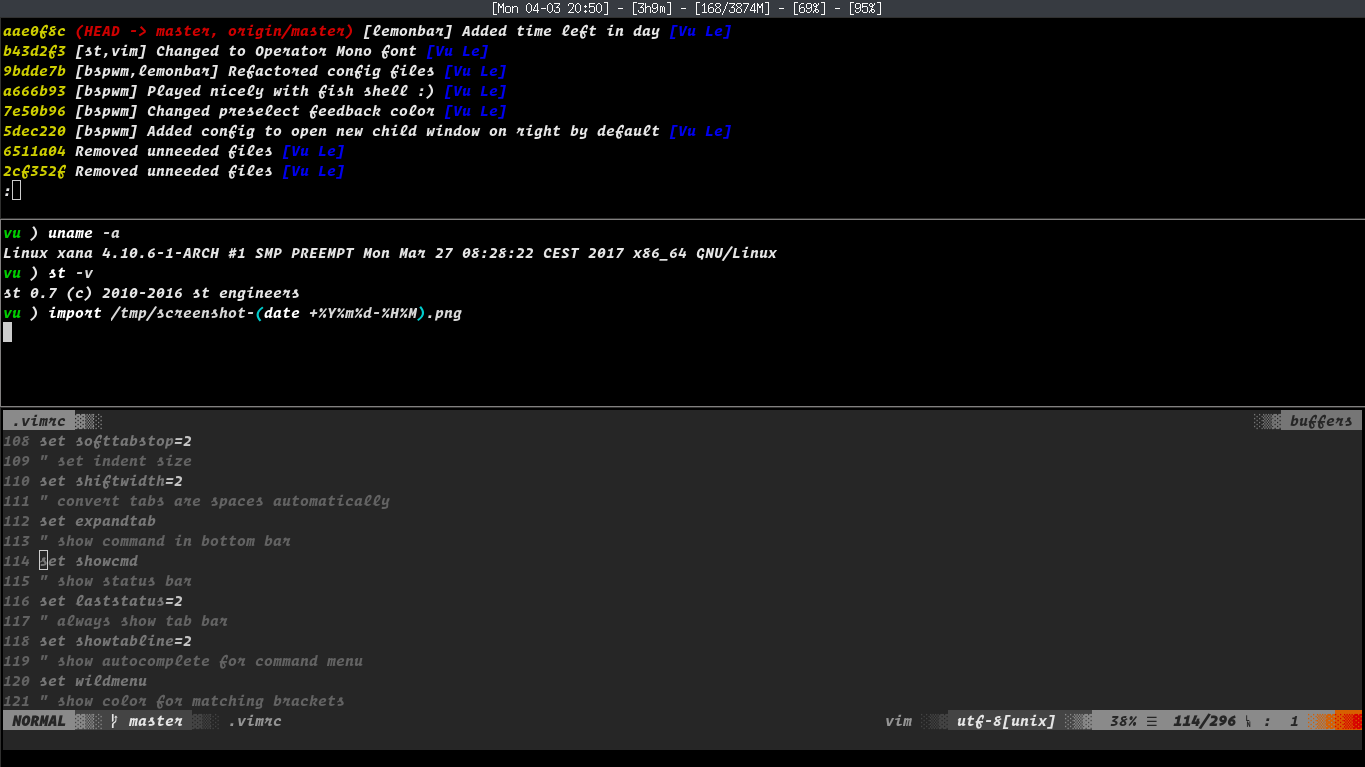 [Mon 04-03 20:50] - [3h9m] - [168/3874M] - [69%] - [95%]
aae0f8c (HEAD -> master, origin/master) [lemonbar] Added time left in day [Vu Le]
b43d2f3 [st,vim] Changed to Operator Mono font [Vu Le]
9bdde7b [bspwm,lemonbar] Refactored config files [Vu Le]
a666b93 [bspwm] Played nicely with fish shell :) [Vu Le]
7e50b96 [bspwm] Changed preselect feedback color [Vu Le]
5dec220 [bspwm] Added config to open new child window on right by default [Vu Le]
6511a04 Removed unneeded files [Vu Le]
2cf352f Removed unneeded files [Vu Le]
:
vu ) uname -a
Linux xana 4.10.6-1-ARCH #1 SMP PREEMPT Mon Mar 27 08:28:22 CEST 2017 x86_64 GNU/Linux
vu ) st -v
st 0.7 (c) 2010-2016 st engineers
vu ) import /tmp/screenshot-(date +%Y%m%d-%H%M).png
.vimrc buffers
108 set softtabstop=2
109 " set indent size
110 set shiftwidth=2
111 " convert tabs are spaces automatically
112 set expandtab
113 " show command in bottom bar
114 set showcmd
115 " show status bar
116 set laststatus=2
117 " always show tab bar
118 set showtabline=2
119 " show autocomplete for command menu
120 set wildmenu
121 " show color for matching brackets
NORMAL master .vimrc vim utf-8[unix] 38% ☰ 114/296 : 1